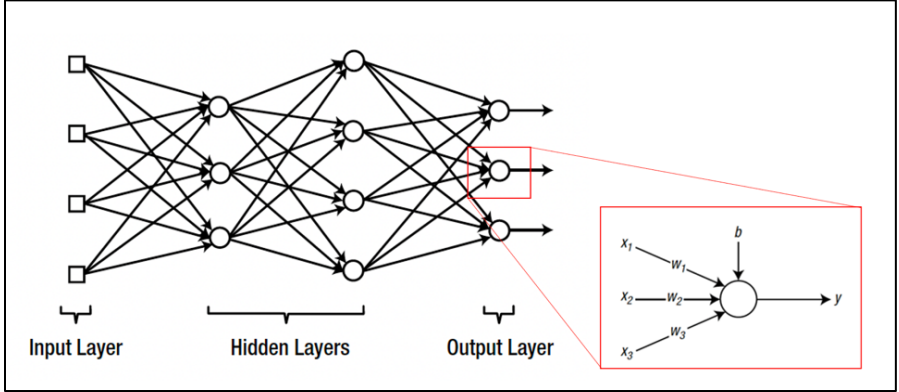 Input Layer
Hidden Layers
Output Layer
b
x1
w1
x2
w2
y
w3
x3